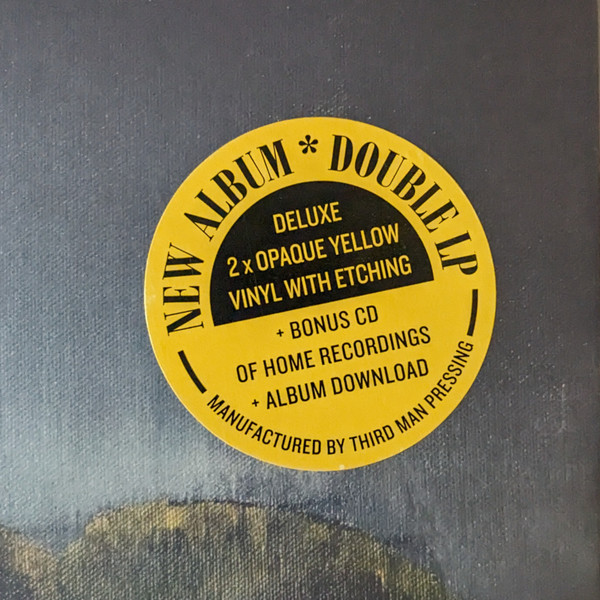 NEW ALBUM * DOUBLE LP
DELUXE
2 x OPAQUE YELLOW
VINYL WITH ETCHING
+ BONUS CD
OF HOME RECORDINGS
+ ALBUM DOWNLOAD
MANUFACTURED BY THIRD MAN PRESSING